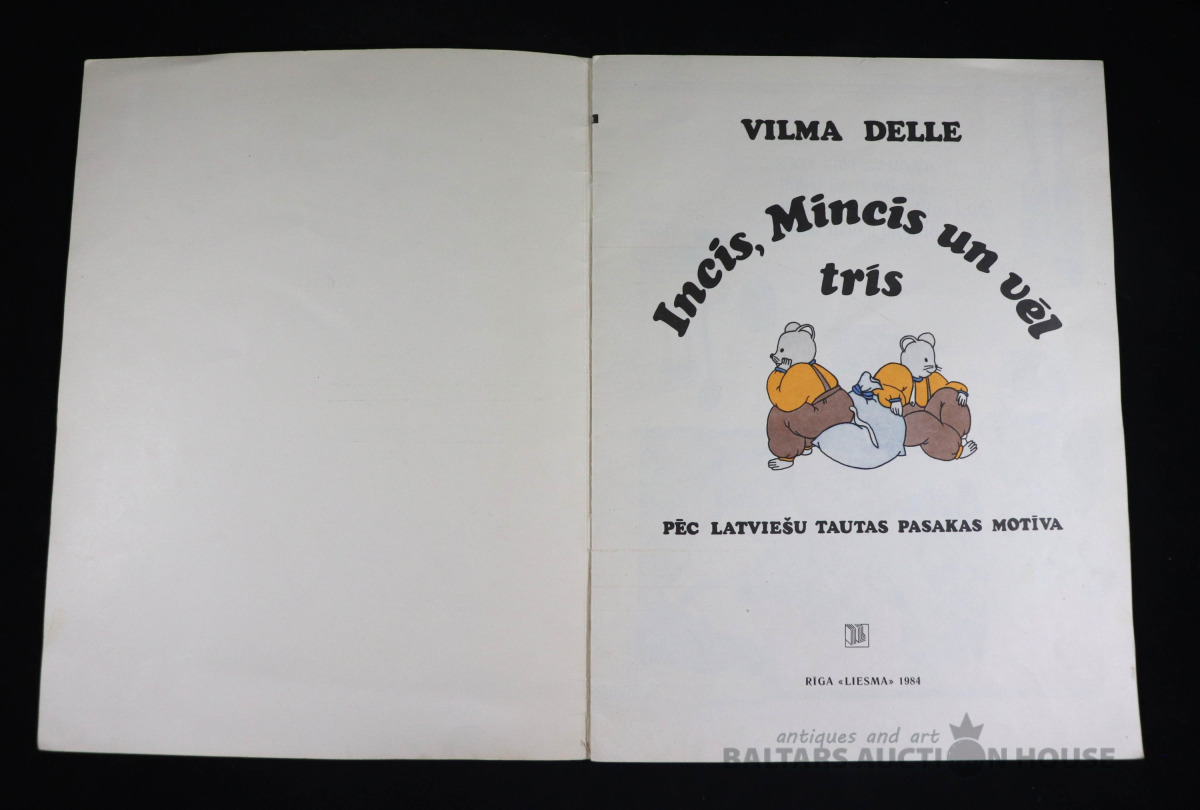 VILMA DELLE
Incis, Mincis un vēl
trīs
PĒC LATVIEŠU TAUTAS PASAKAS MOTĪVA
RĪGA «LIESMA» 1984
antiques and art
BALTARS AUCTION HOUSE